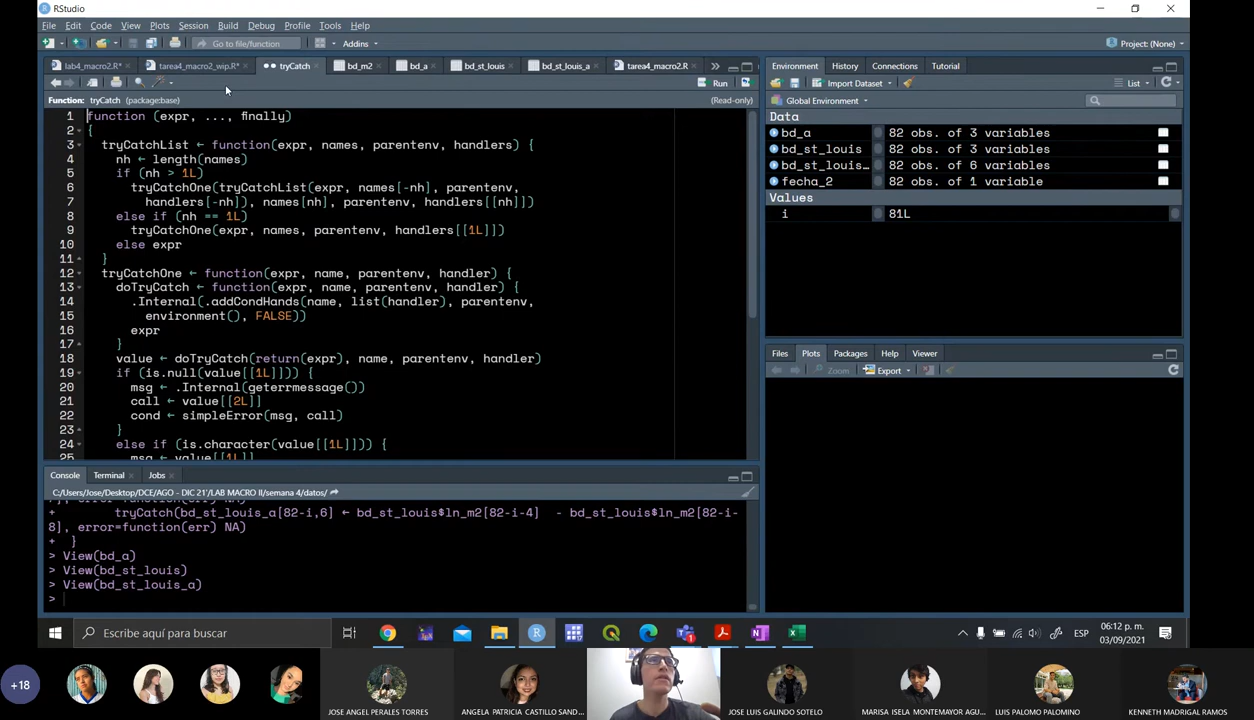 RStudio
File Edit Code View Plots Session Build Debug Profile Tools Help
Go to file/function
Addins
Project: (None)
lab4_macro2.R*
tarea4_macro2_wip.R*
tryCatch
bd_m2
bd_a
bd_st_louis
bd_st_louis_a
tarea4_macro2.R
Run
Function: tryCatch (package:base)
(Read-only)
1 function (expr, ..., finally)
2 {
3 tryCatchList ← function(expr, names, parentenv, handlers) {
4 nh ← length(names)
5 if (nh > 1L)
6 tryCatchOne(tryCatchList(expr, names[-nh], parentenv,
7 handlers[-nh]), names[nh], parentenv, handlers[[nh]])
8 else if (nh == 1L)
9 tryCatchOne(expr, names, parentenv, handlers[[1L]])
10 else expr
11 }
12 tryCatchOne ← function(expr, name, parentenv, handler) {
13 doTryCatch ← function(expr, name, parentenv, handler) {
14 .Internal(.addCondHands(name, list(handler), parentenv,
15 environment(), FALSE))
16 expr
17 }
18 value ← doTryCatch(return(expr), name, parentenv, handler)
19 if (is.null(value[[1L]])) {
20 msg ← .Internal(geterrmessage())
21 call ← value[[2L]]
22 cond ← simpleError(msg, call)
23 }
24 else if (is.character(value[[1L]])) {
25 msg ← value[[1L]]
Environment History Connections Tutorial
Import Dataset
List
Global Environment
Data
bd_a 82 obs. of 3 variables
bd_st_louis 82 obs. of 3 variables
bd_st_louis… 82 obs. of 6 variables
fecha_2 82 obs. of 1 variable
Values
i 81L
Files Plots Packages Help Viewer
Zoom Export
Console Terminal Jobs
C:/Users/Jose/Desktop/DCE/AGO - DIC 21'/LAB MACRO II/semana 4/datos/
], error=function(err) NA)
+ tryCatch(bd_st_louis_a[82-i,6] ← bd_st_louis$ln_m2[82-i-4] - bd_st_louis$ln_m2[82-i-
8], error=function(err) NA)
+ }
> View(bd_a)
> View(bd_st_louis)
> View(bd_st_louis_a)
>
Escribe aquí para buscar
ESP
06:12 p. m.
03/09/2021
+18
JOSE ANGEL PERALES TORRES
ANGELA PATRICIA CASTILLO SAND...
JOSE LUIS GALINDO SOTELO
MARISA ISELA MONTEMAYOR AGU...
LUIS PALOMO PALOMINO
KENNETH MADRIGAL RAMOS